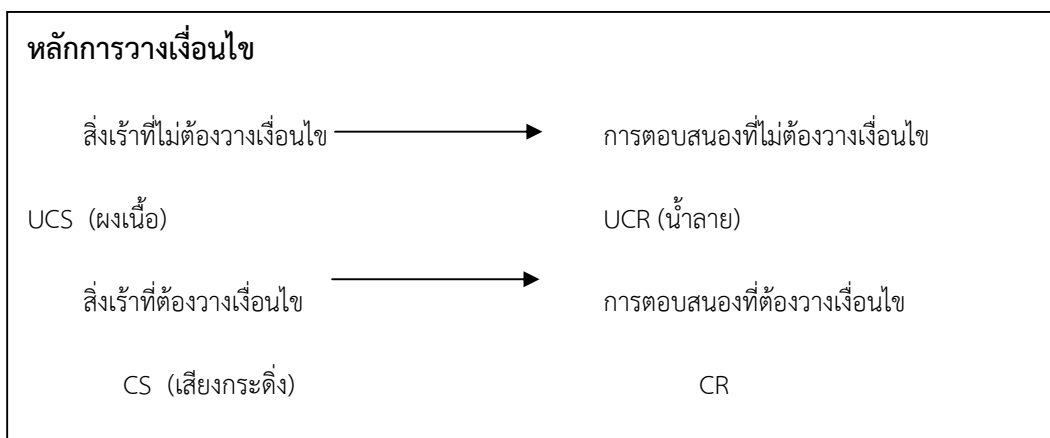 หลักการวางเงื่อนไข
สิ่งเร้าที่ไม่ต้องวางเงื่อนไข การตอบสนองที่ไม่ต้องวางเงื่อนไข
UCS (ผงเนื้อ) UCR (น้ำลาย)
สิ่งเร้าที่ต้องวางเงื่อนไข การตอบสนองที่ต้องวางเงื่อนไข
CS (เสียงกระดิ่ง) CR